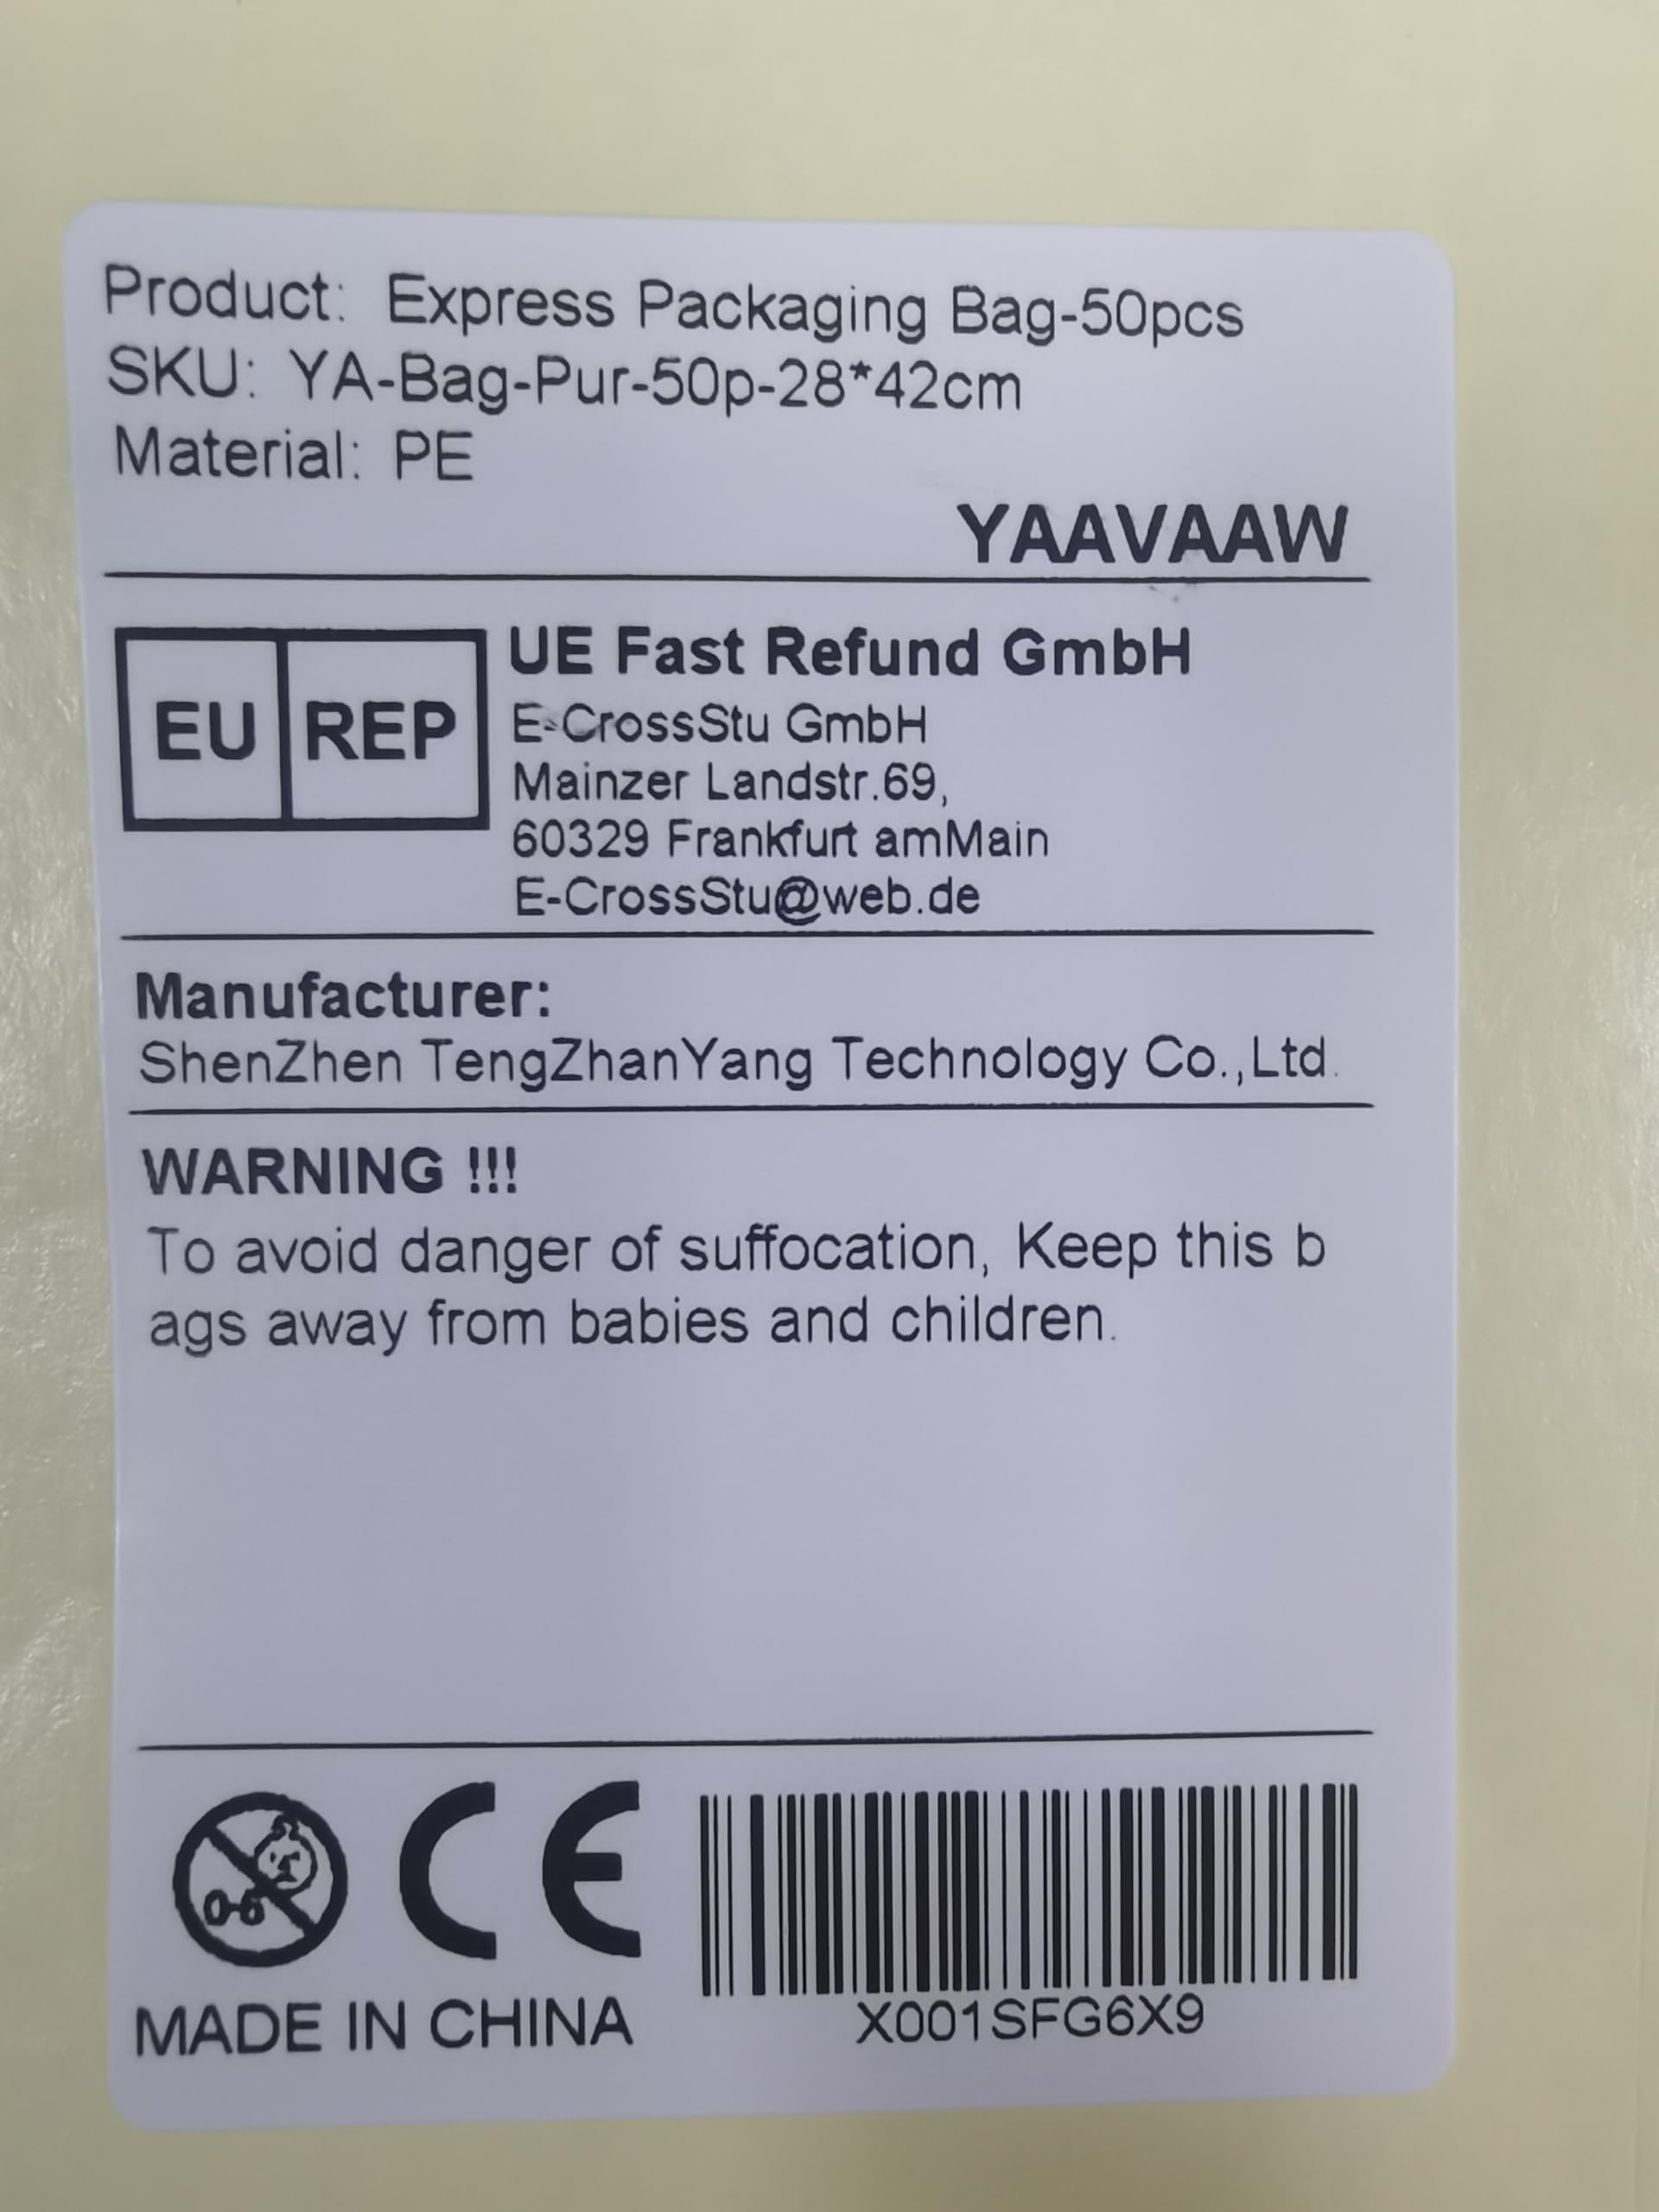 Product: Express Packaging Bag-50pcs
SKU: YA-Bag-Pur-50p-28*42cm
Material: PE
YAAVAAW
EU REP
UE Fast Refund GmbH
E-CrossStu GmbH
Mainzer Landstr.69,
60329 Frankfurt amMain
E-CrossStu@web.de
Manufacturer:
ShenZhen TengZhanYang Technology Co.,Ltd.
WARNING !!!
To avoid danger of suffocation, Keep this b
ags away from babies and children.
0-6
CE
MADE IN CHINA
X001SFG6X9